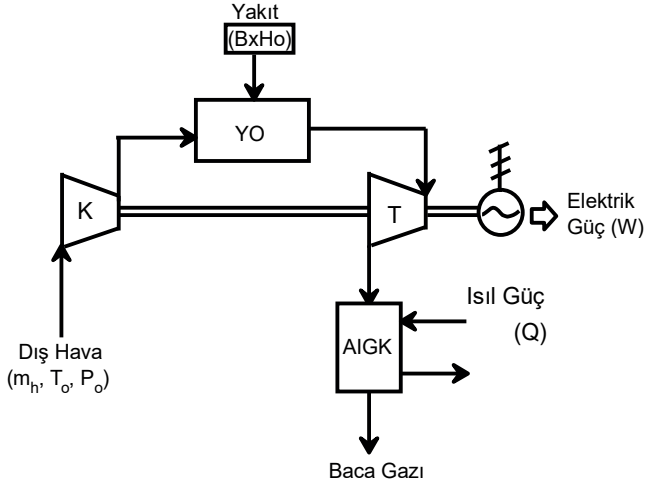 Yakıt
(BxHo)
YO
K
T
Elektrik
Güç (W)
Isıl Güç
(Q)
AIGK
Dış Hava
(mₕ, Tₒ, Pₒ)
Baca Gazı